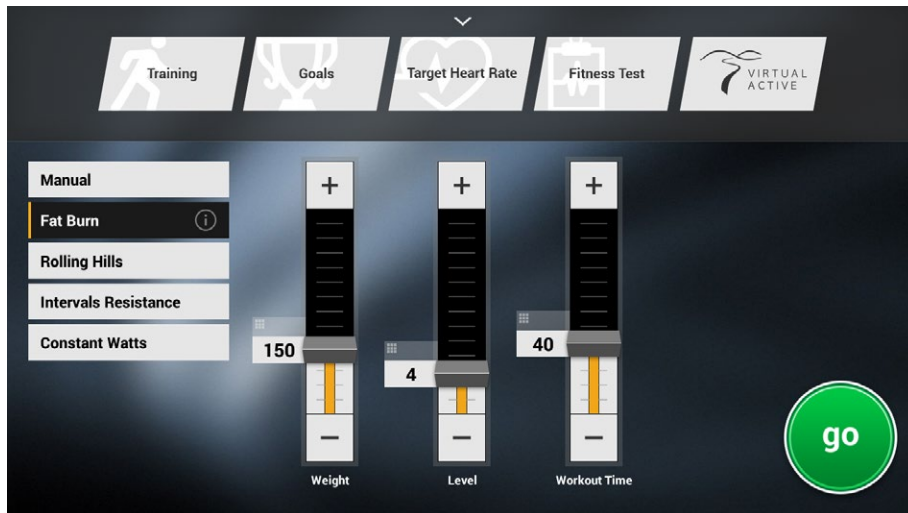 Training
Goals
Target Heart Rate
Fitness Test
VIRTUAL
ACTIVE
Manual
Fat Burn
i
Rolling Hills
Intervals Resistance
Constant Watts
+
+
+
150
4
40
−
−
−
Weight
Level
Workout Time
go